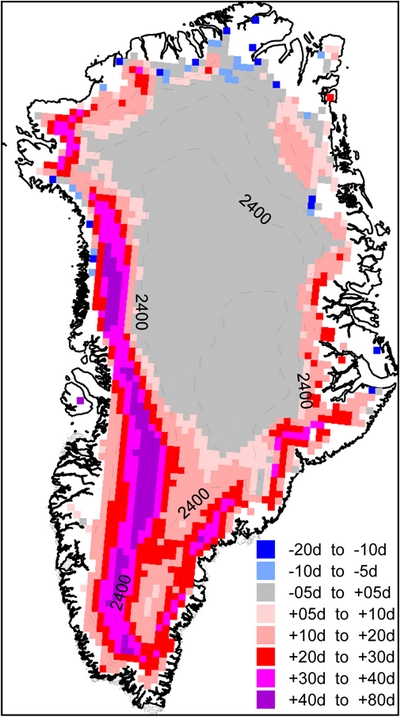 2400
2400
2400
2400
2400
-20d to -10d
-10d to -5d
-05d to +05d
+05d to +10d
+10d to +20d
+20d to +30d
+30d to +40d
+40d to +80d